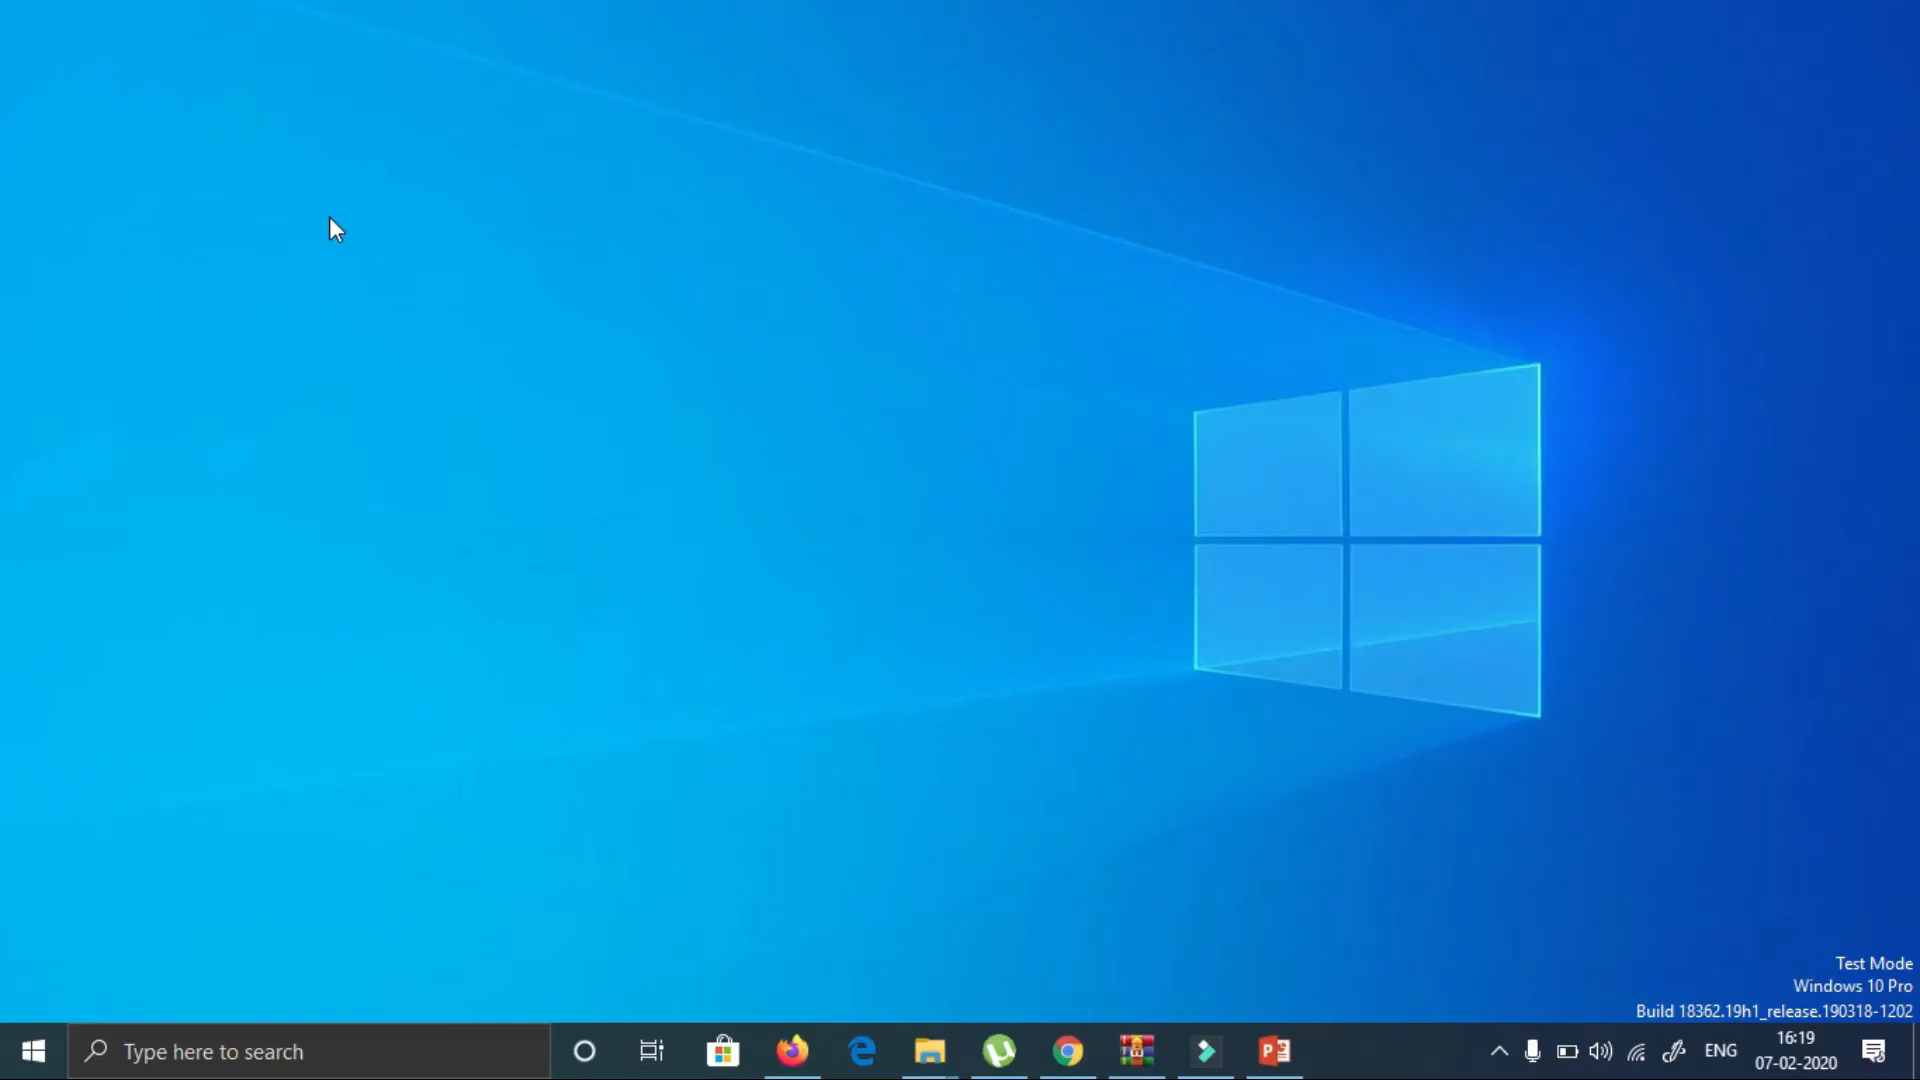 Test Mode
Windows 10 Pro
Build 18362.19h1_release.190318-1202
Type here to search
ENG
16:19
07-02-2020